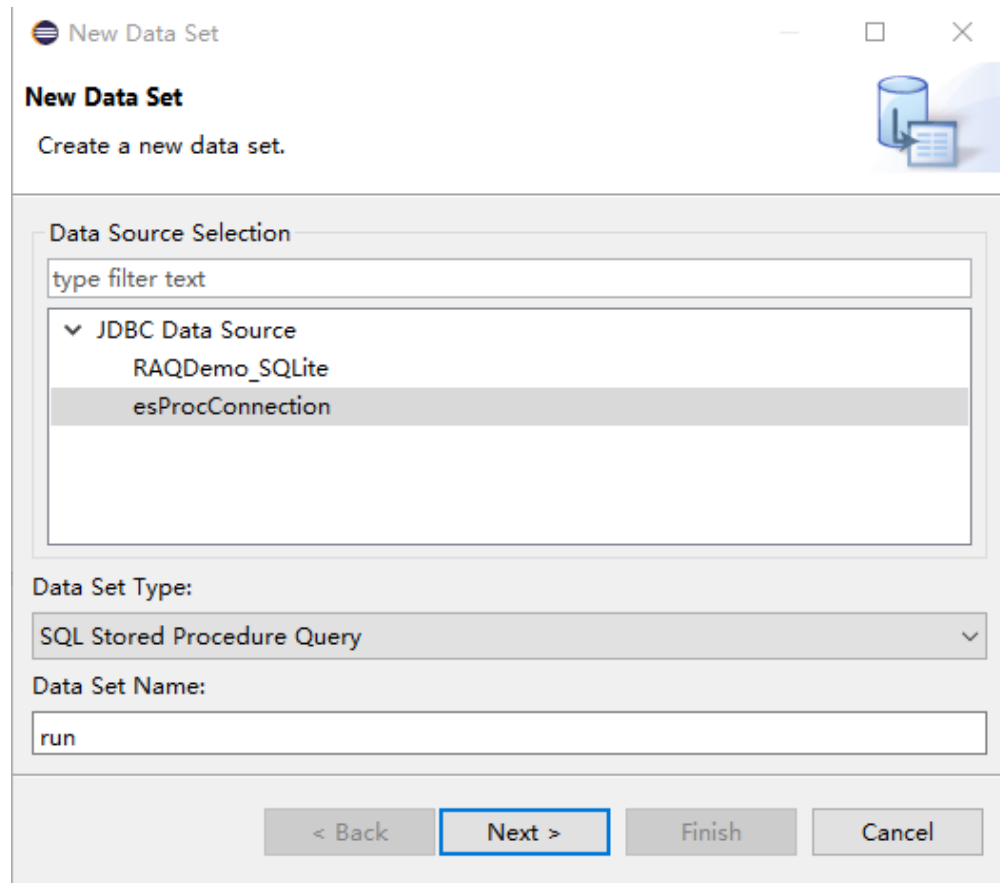 New Data Set
New Data Set
Create a new data set.
Data Source Selection
type filter text
JDBC Data Source
RAQDemo_SQLite
esProcConnection
Data Set Type:
SQL Stored Procedure Query
Data Set Name:
run
< Back Next > Finish Cancel